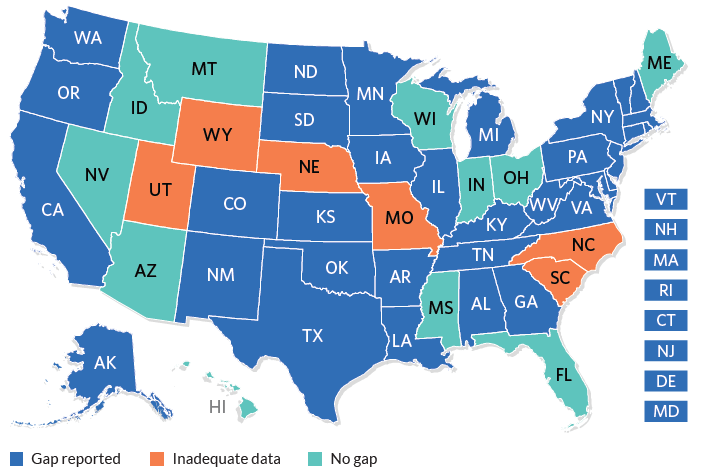 WA
OR
CA
ID
NV
MT
WY
UT
AZ
CO
NM
ND
SD
NE
KS
OK
TX
MN
IA
MO
AR
LA
WI
IL
MI
IN
OH
KY
TN
MS
AL
GA
FL
SC
NC
VA
WV
PA
NY
ME
VT
NH
MA
RI
CT
NJ
DE
MD
AK
HI
Gap reported
Inadequate data
No gap